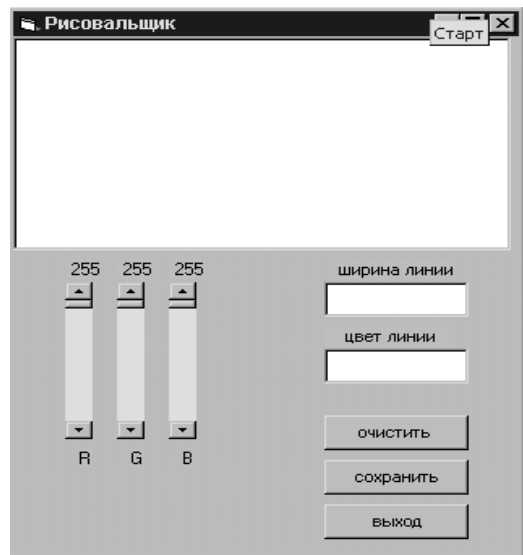 Рисовальщик
Старт
255 255 255
R G B
ширина линии
цвет линии
очистить
сохранить
выход